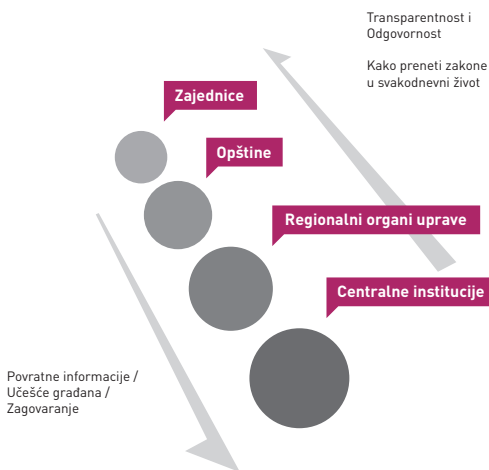 Transparentnost i
Odgovornost
Kako preneti zakone
u svakodnevni život
Zajednice
Opštine
Regionalni organi uprave
Centralne institucije
Povratne informacije /
Učešće građana /
Zagovaranje